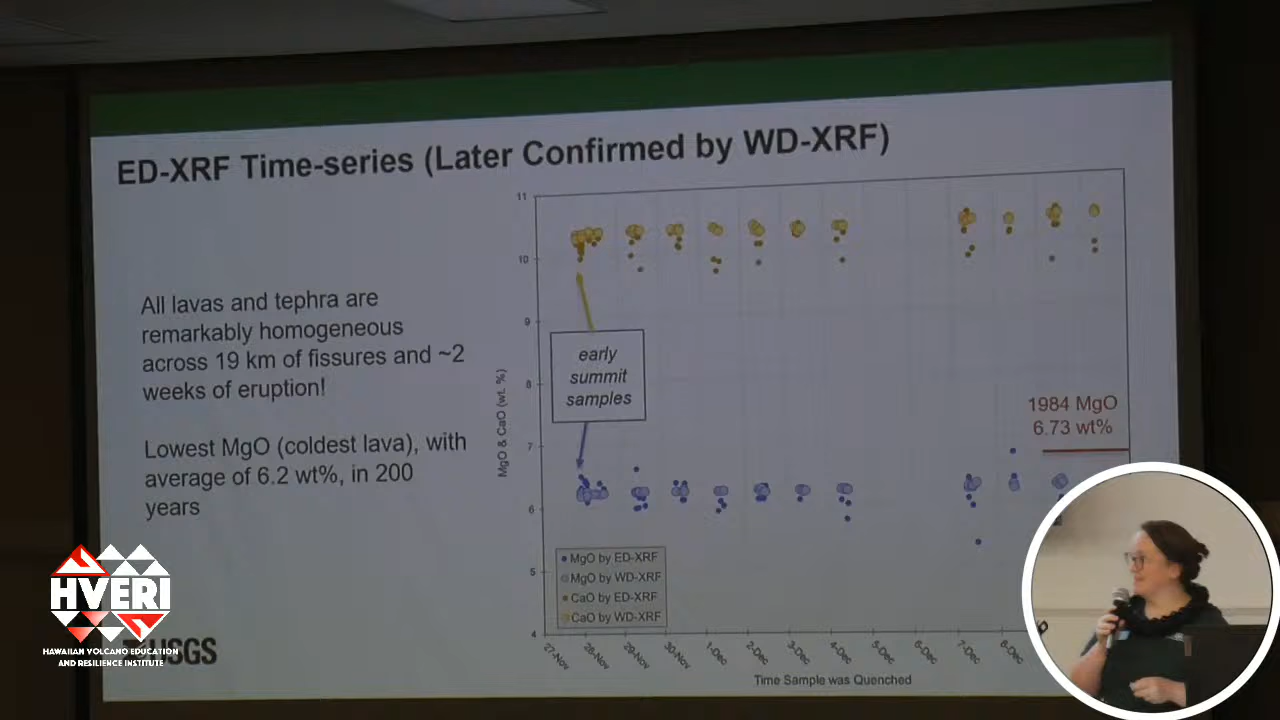 ED-XRF Time-series (Later Confirmed by WD-XRF)
All lavas and tephra are
remarkably homogeneous
across 19 km of fissures and ~2
weeks of eruption!
Lowest MgO (coldest lava), with
average of 6.2 wt%, in 200
years
MgO & CaO (wt. %)
11
10
9
8
7
6
5
4
early
summit
samples
1984 MgO
6.73 wt%
MgO by ED-XRF
MgO by WD-XRF
CaO by ED-XRF
CaO by WD-XRF
27-Nov
28-Nov
29-Nov
30-Nov
1-Dec
2-Dec
3-Dec
4-Dec
5-Dec
6-Dec
7-Dec
8-Dec
Time Sample was Quenched
HVERI
HAWAIIAN VOLCANO EDUCATION
AND RESILIENCE INSTITUTE
USGS